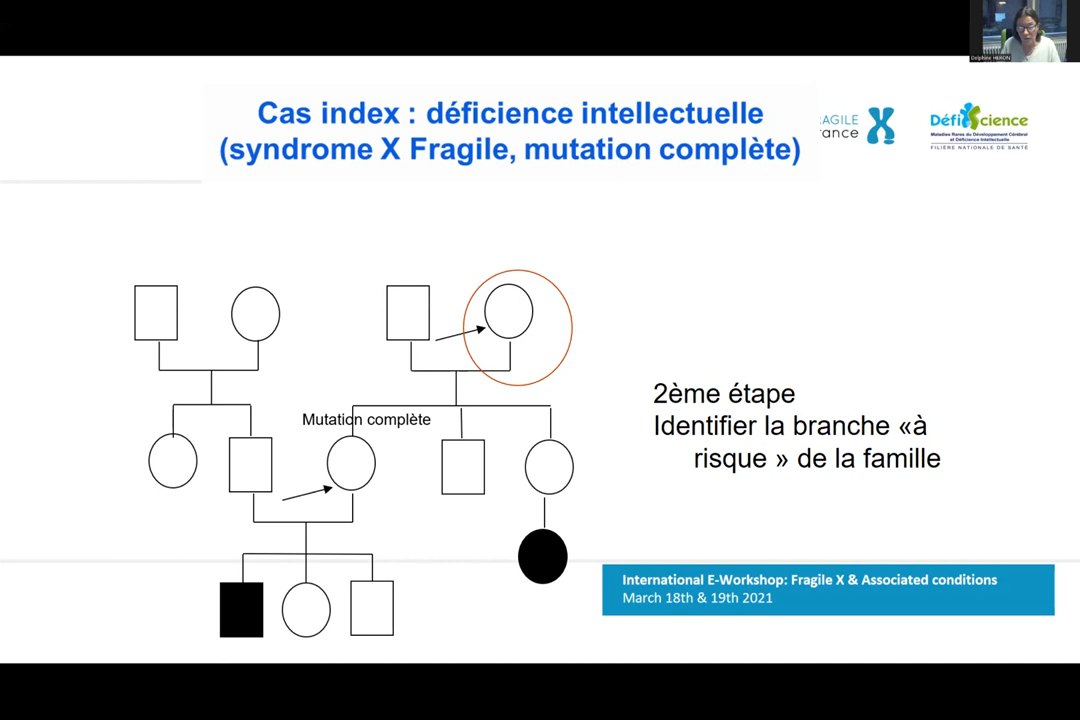 Delphine HERON
Cas index : déficience intellectuelle
(syndrome X Fragile, mutation complète)
DéfiScience
Maladies Rares du Développement Cérébral
et Déficience Intellectuelle
FILIÈRE NATIONALE DE SANTÉ
Mutation complète
2ème étape
Identifier la branche «à
risque » de la famille
International E-Workshop: Fragile X & Associated conditions
March 18th & 19th 2021